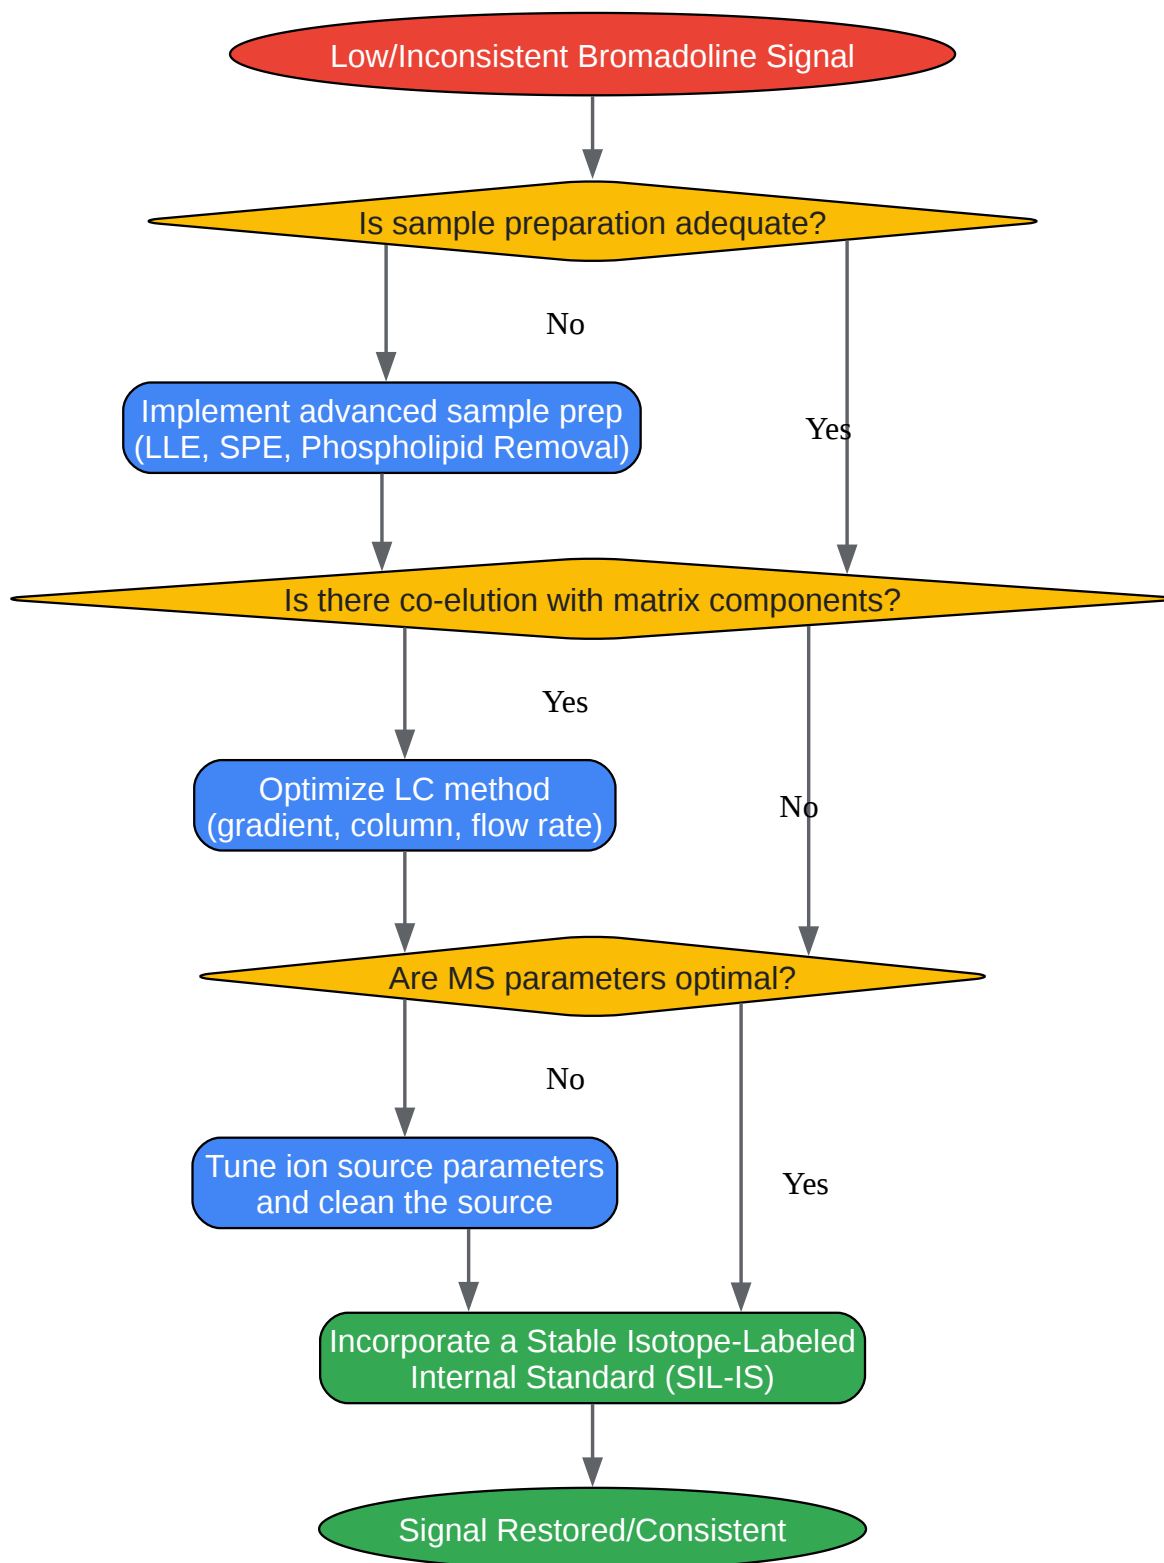 Low/Inconsistent Bromadoline Signal
Is sample preparation adequate?
No
Implement advanced sample prep
(LLE, SPE, Phospholipid Removal)
Yes
Is there co-elution with matrix components?
Yes
Optimize LC method
(gradient, column, flow rate)
No
Are MS parameters optimal?
No
Tune ion source parameters
and clean the source
Yes
Incorporate a Stable Isotope-Labeled
Internal Standard (SIL-IS)
Signal Restored/Consistent